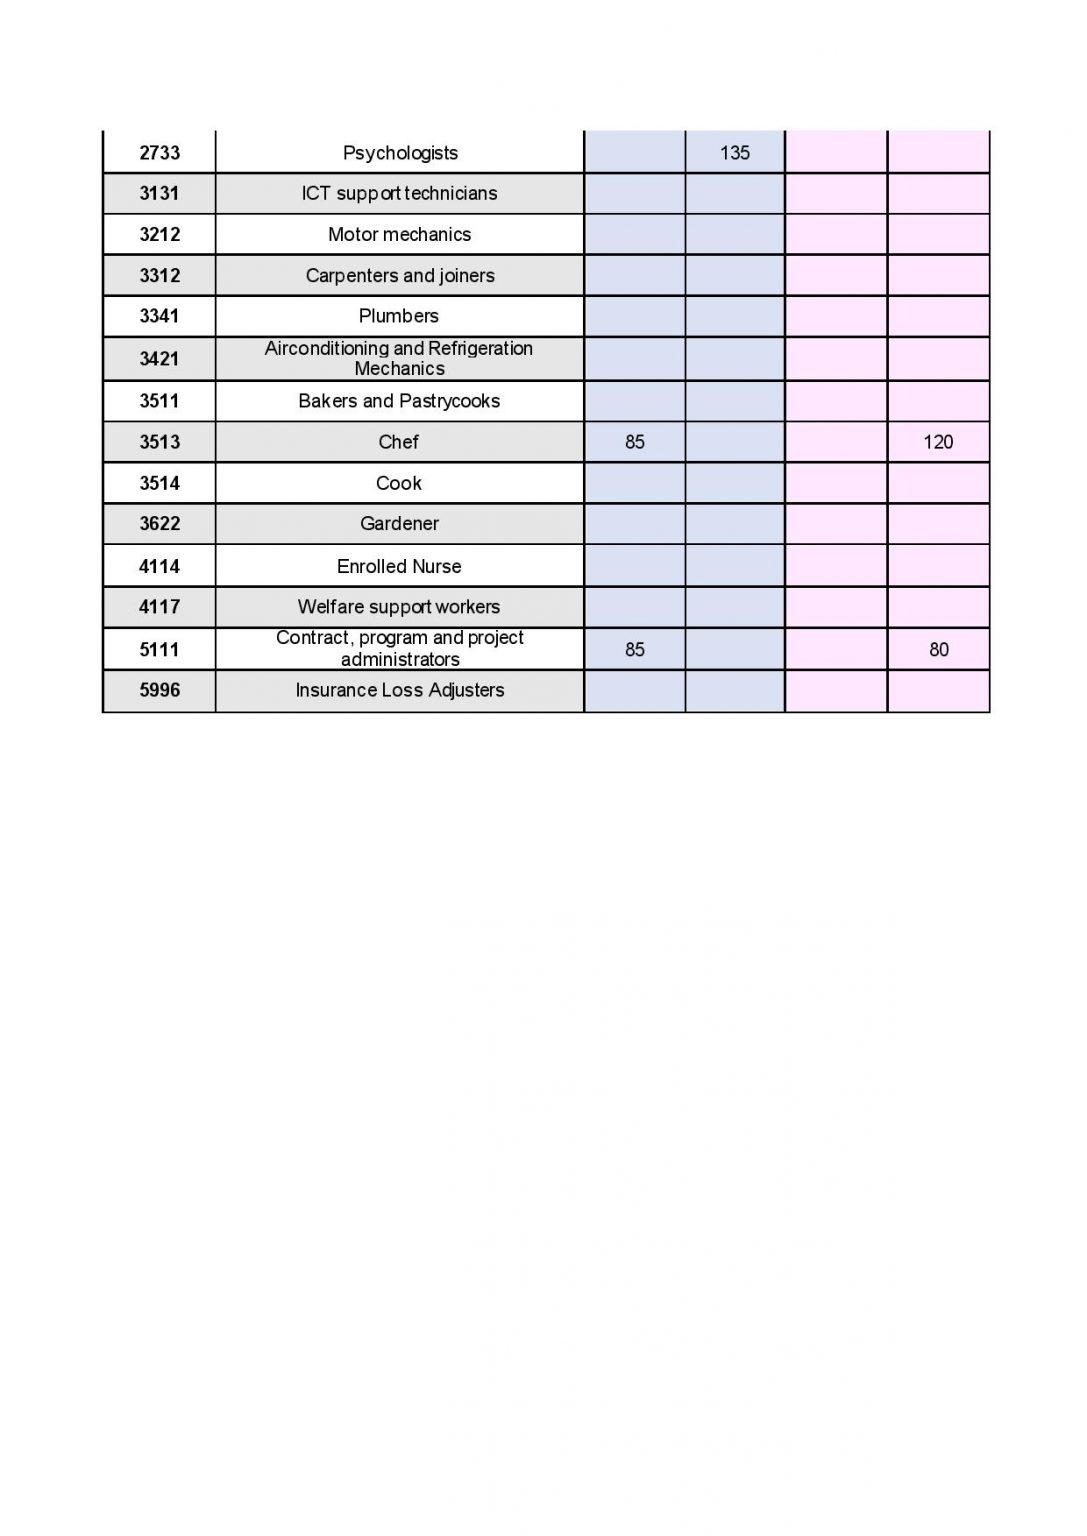 2733 Psychologists 135
3131 ICT support technicians
3212 Motor mechanics
3312 Carpenters and joiners
3341 Plumbers
3421 Airconditioning and Refrigeration
Mechanics
3511 Bakers and Pastrycooks
3513 Chef 85 120
3514 Cook
3622 Gardener
4114 Enrolled Nurse
4117 Welfare support workers
5111 Contract, program and project
administrators 85 80
5996 Insurance Loss Adjusters